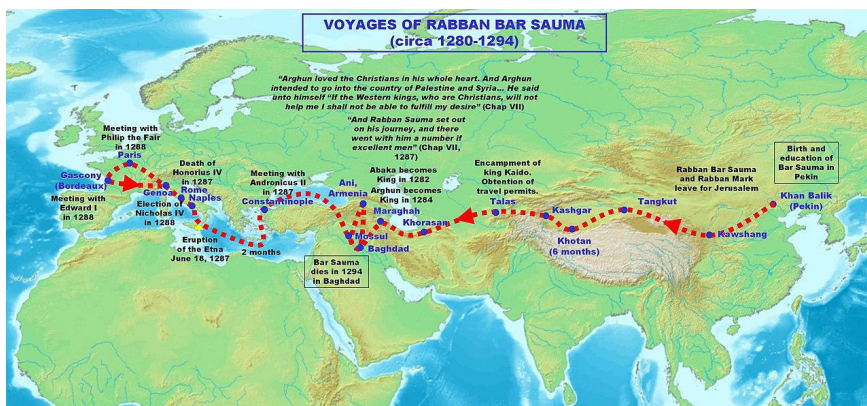 VOYAGES OF RABBAN BAR SAUMA
(circa 1280-1294)
“Arghun loved the Christians in his whole heart. And Arghun
intended to go into the country of Palestine and Syria... He said
unto himself “If the Western kings, who are Christians, will not
help me I shall not be able to fulfill my desire” (Chap VII)
“And Rabban Sauma set out
on his journey, and there
went with him a number if
excellent men” (Chap VII,
1287)
Meeting with
Philip the Fair
in 1288
Paris
Gascony
(Bordeaux)
Meeting with
Edward I
in 1288
Genoa
Death of
Honorius IV
in 1287
Rome
Naples
Election of
Nicholas IV
in 1288
Eruption
of the Etna
June 18, 1287
2 months
Meeting with
Andronicus II
in 1287
Constantinople
Ani,
Armenia
Abaka becomes
King in 1282
Arghun becomes
King in 1284
Maraghah
Mossul
Baghdad
Bar Sauma
dies in 1294
in Baghdad
Khorasan
Encampment of
king Kaido.
Obtention of
travel permits.
Talas
Kashgar
Khotan
(6 months)
Tangkut
Rabban Bar Sauma
and Rabban Mark
leave for Jerusalem
Kawshang
Birth and
education of
Bar Sauma in
Pekin
Khan Balik
(Pekin)